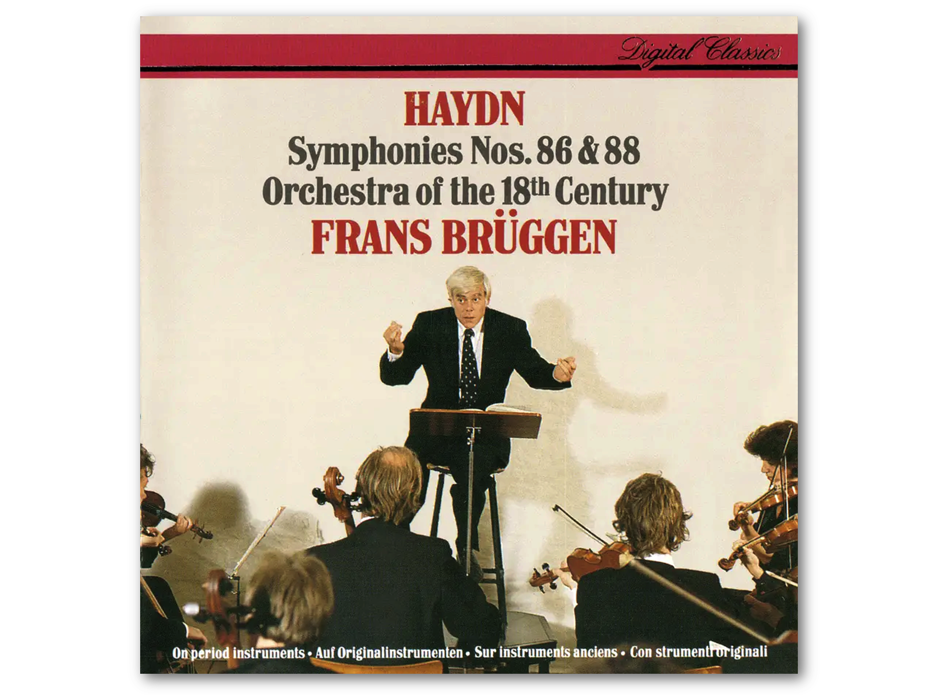 Digital Classics
HAYDN
Symphonies Nos. 86 & 88
Orchestra of the 18th Century
FRANS BRÜGGEN
On period instruments • Auf Originalinstrumenten • Sur instruments anciens • Con strumenti originali